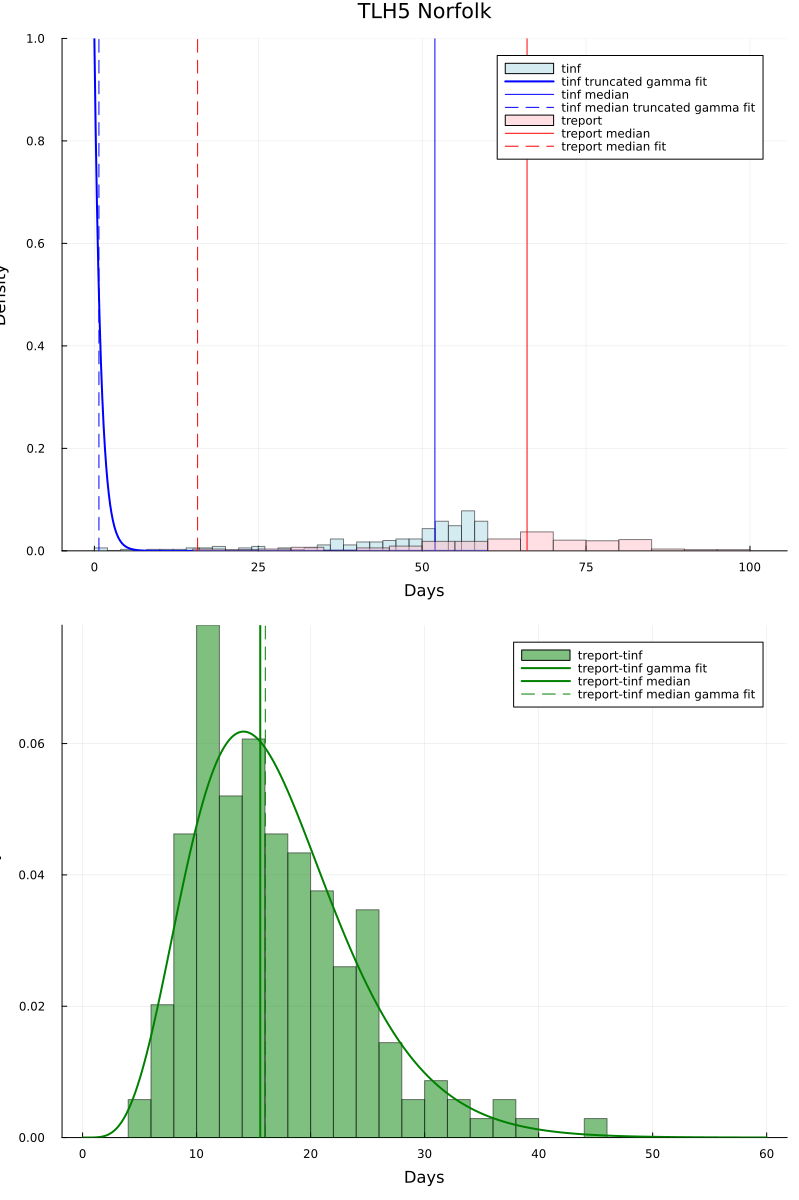 TLH5 Norfolk
1.0
0.8
0.6
0.4
0.2
0.0
tinf
tinf truncated gamma fit
tinf median
tinf median truncated gamma fit
treport
treport median
treport median fit
0 25 50 75 100
Days
Density
treport-tinf
treport-tinf gamma fit
treport-tinf median
treport-tinf median gamma fit
0.06
0.04
0.02
0.00
0 10 20 30 40 50 60
Days